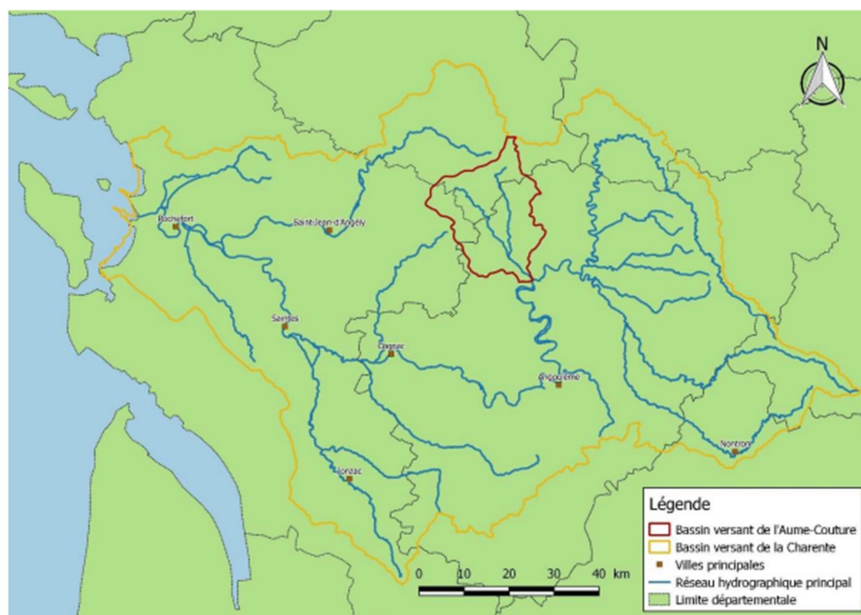 N
Rochefort
Saint-Jean-d'Angély
Saintes
Cognac
Angoulême
Nontron
Jonzac
0 10 20 30 40 km
Légende
Bassin versant de l'Aume-Couture
Bassin versant de la Charente
Villes principales
Réseau hydrographique principal
Limite départementale